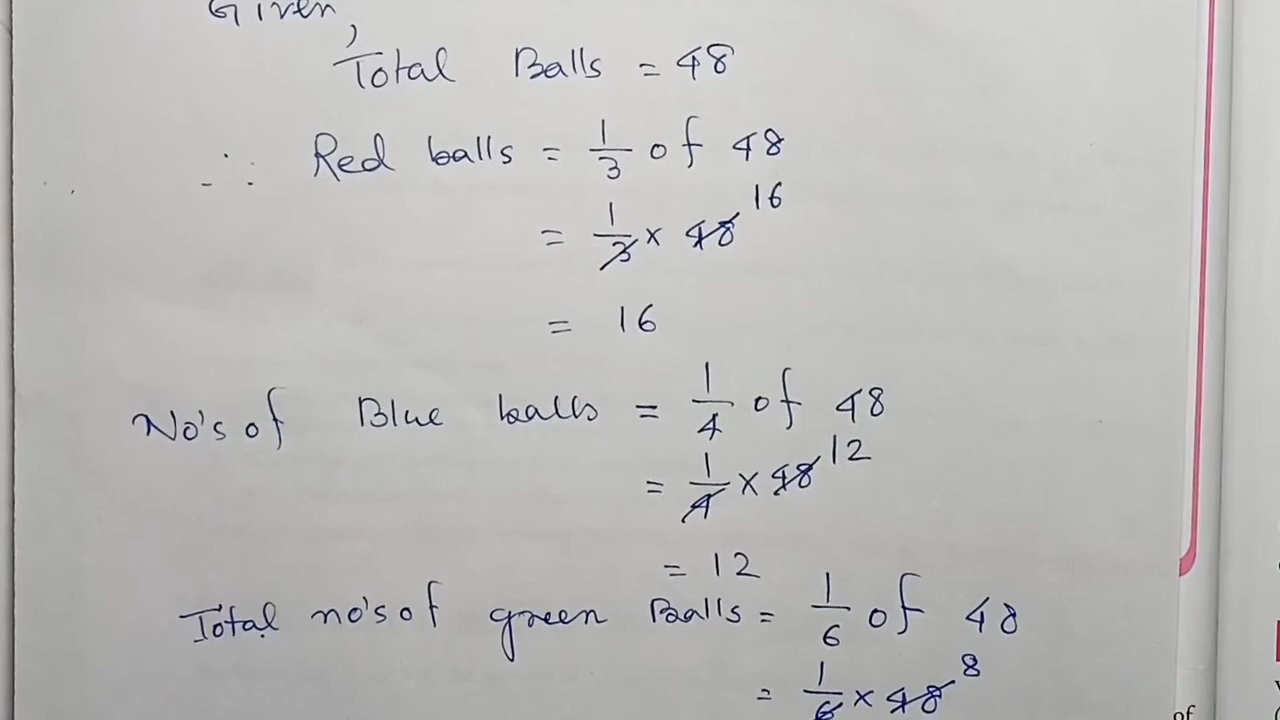 Given,
Total Balls = 48
∴ Red balls = 1/3 of 48
= 1/3 × 48 16
= 16
No's of Blue balls = 1/4 of 48
= 1/4 × 48 12
= 12
Total no's of green Balls = 1/6 of 48
= 1/6 × 48 8
of